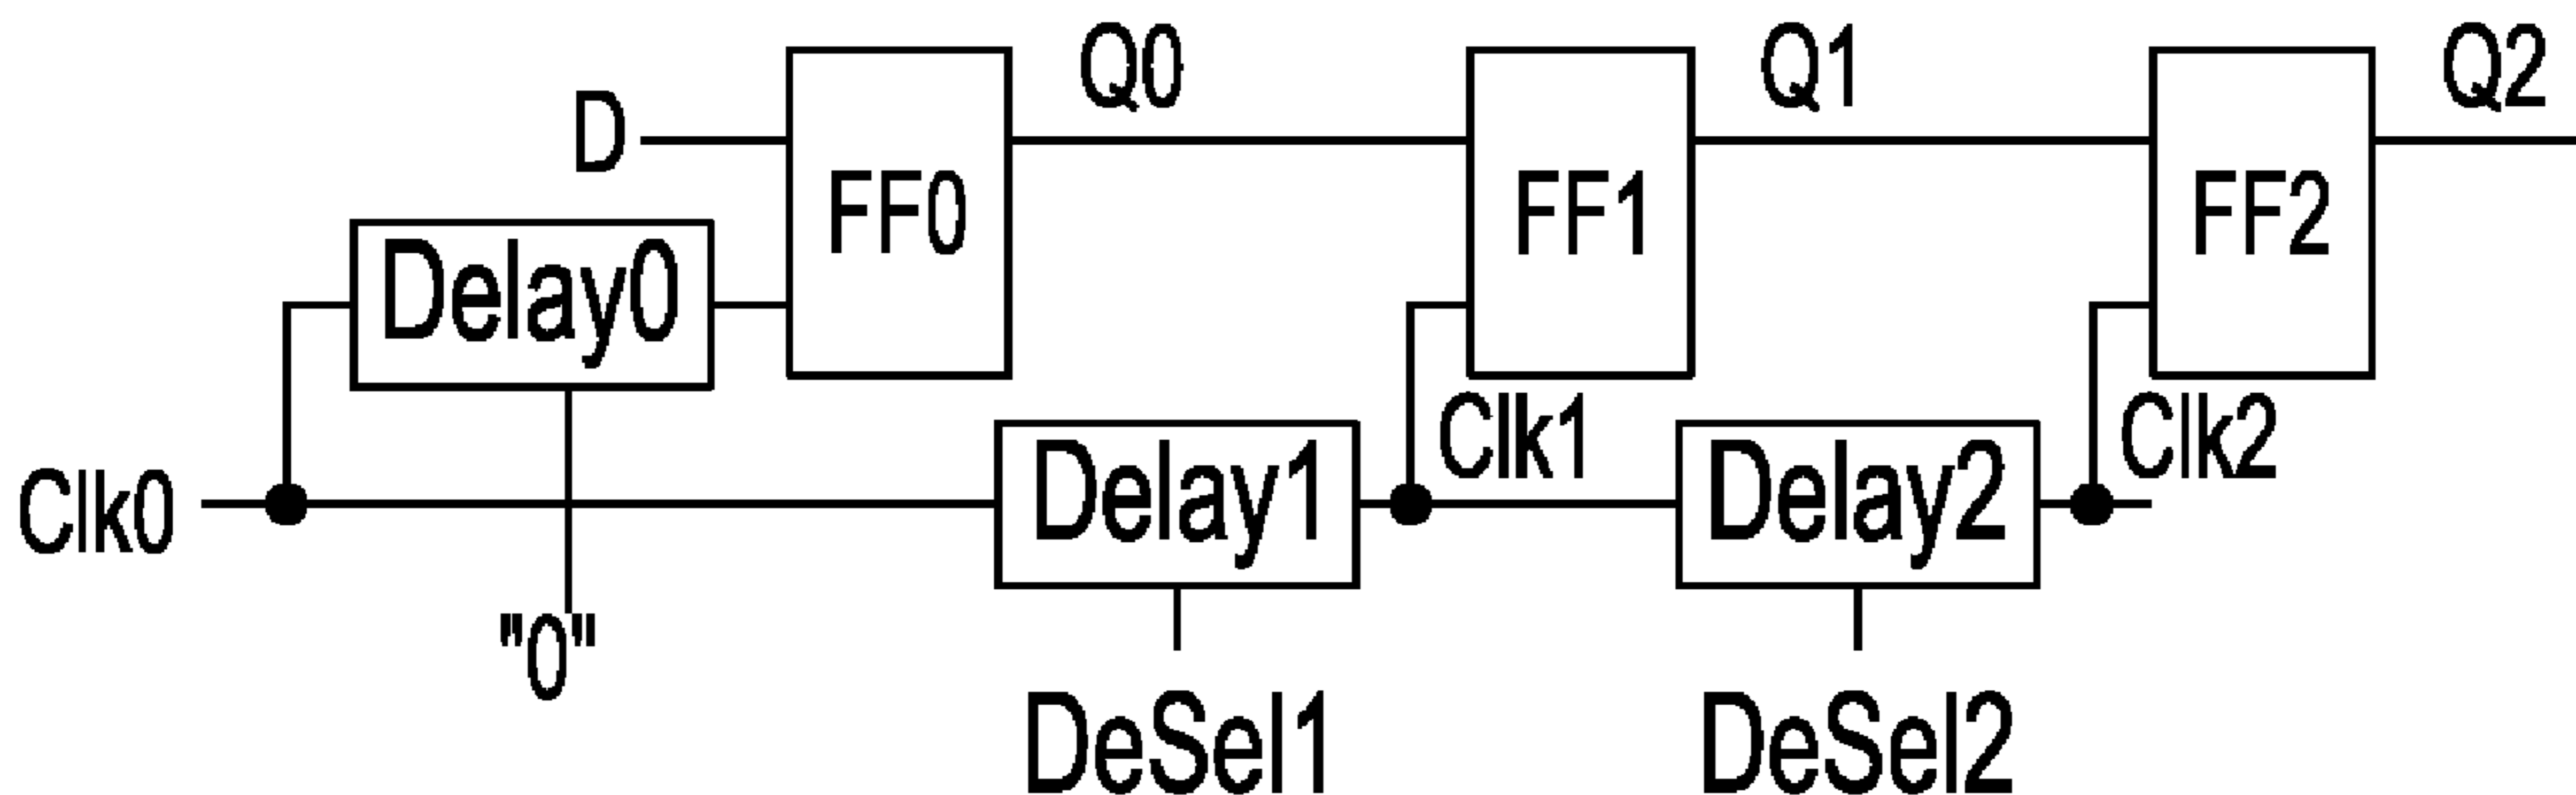 Q0
Q1
Q2
D
FF0
FF1
FF2
Delay0
Clk1
Clk2
Clk0
Delay1
Delay2
"0"
DeSel1
DeSel2